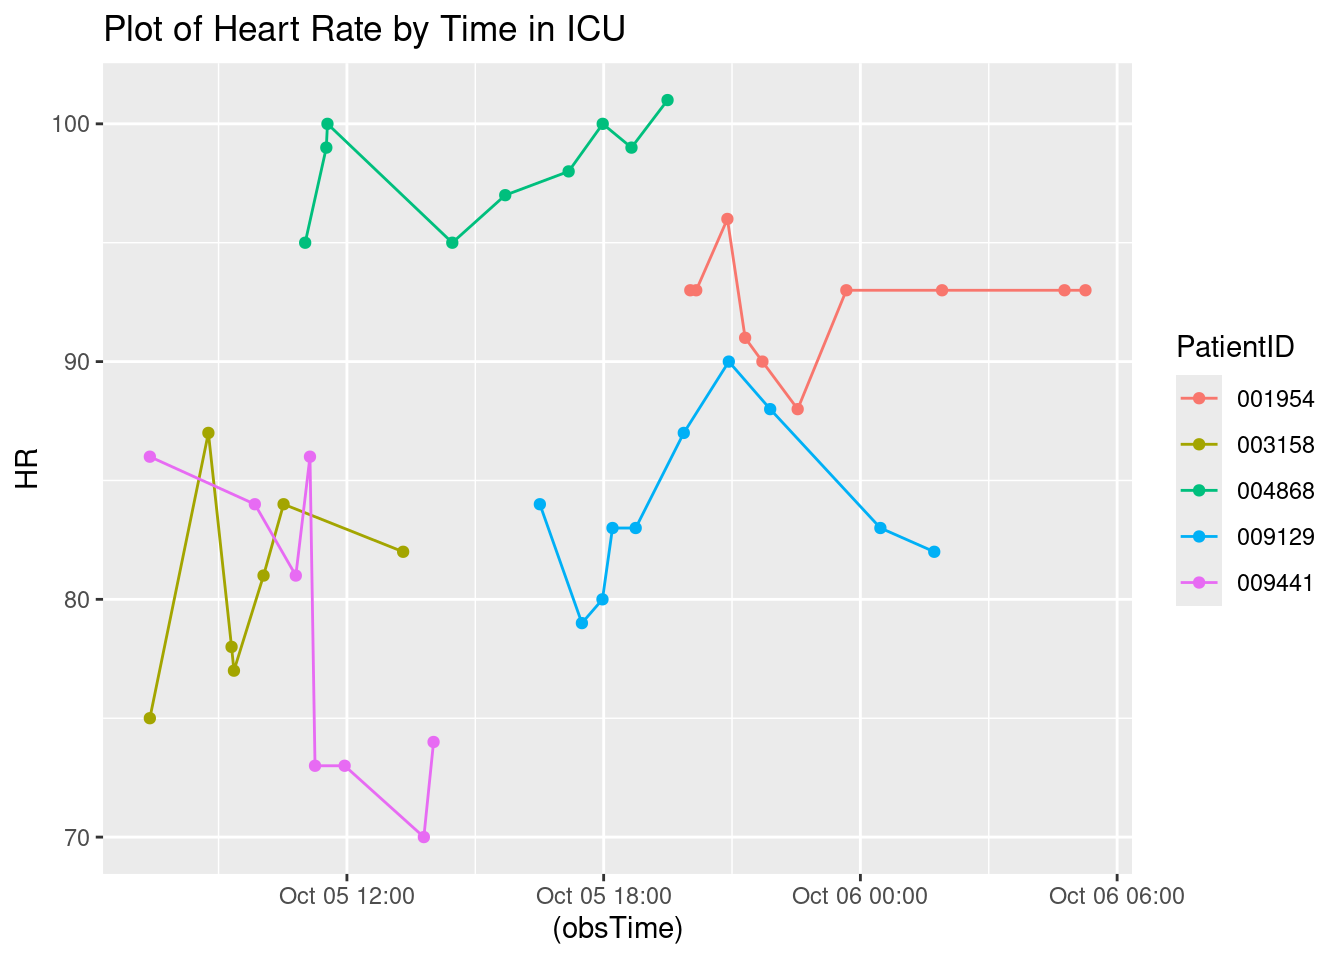 Plot of Heart Rate by Time in ICU
100
90
80
70
HR
Oct 05 12:00
Oct 05 18:00
Oct 06 00:00
Oct 06 06:00
(obsTime)
PatientID
001954
003158
004868
009129
009441